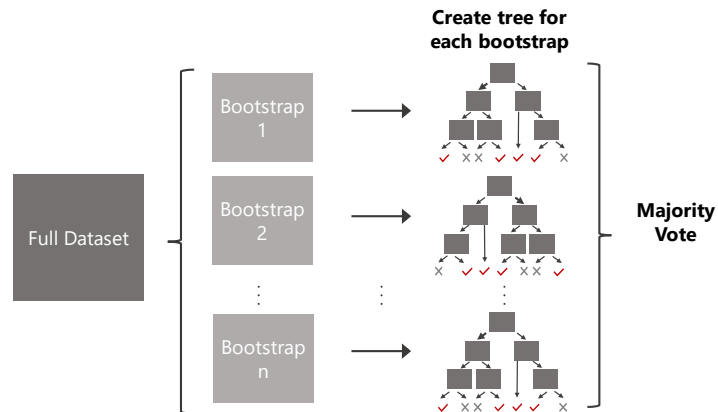 Create tree for
each bootstrap
Bootstrap
1
Full Dataset
Bootstrap
2
Majority
Vote
Bootstrap
n